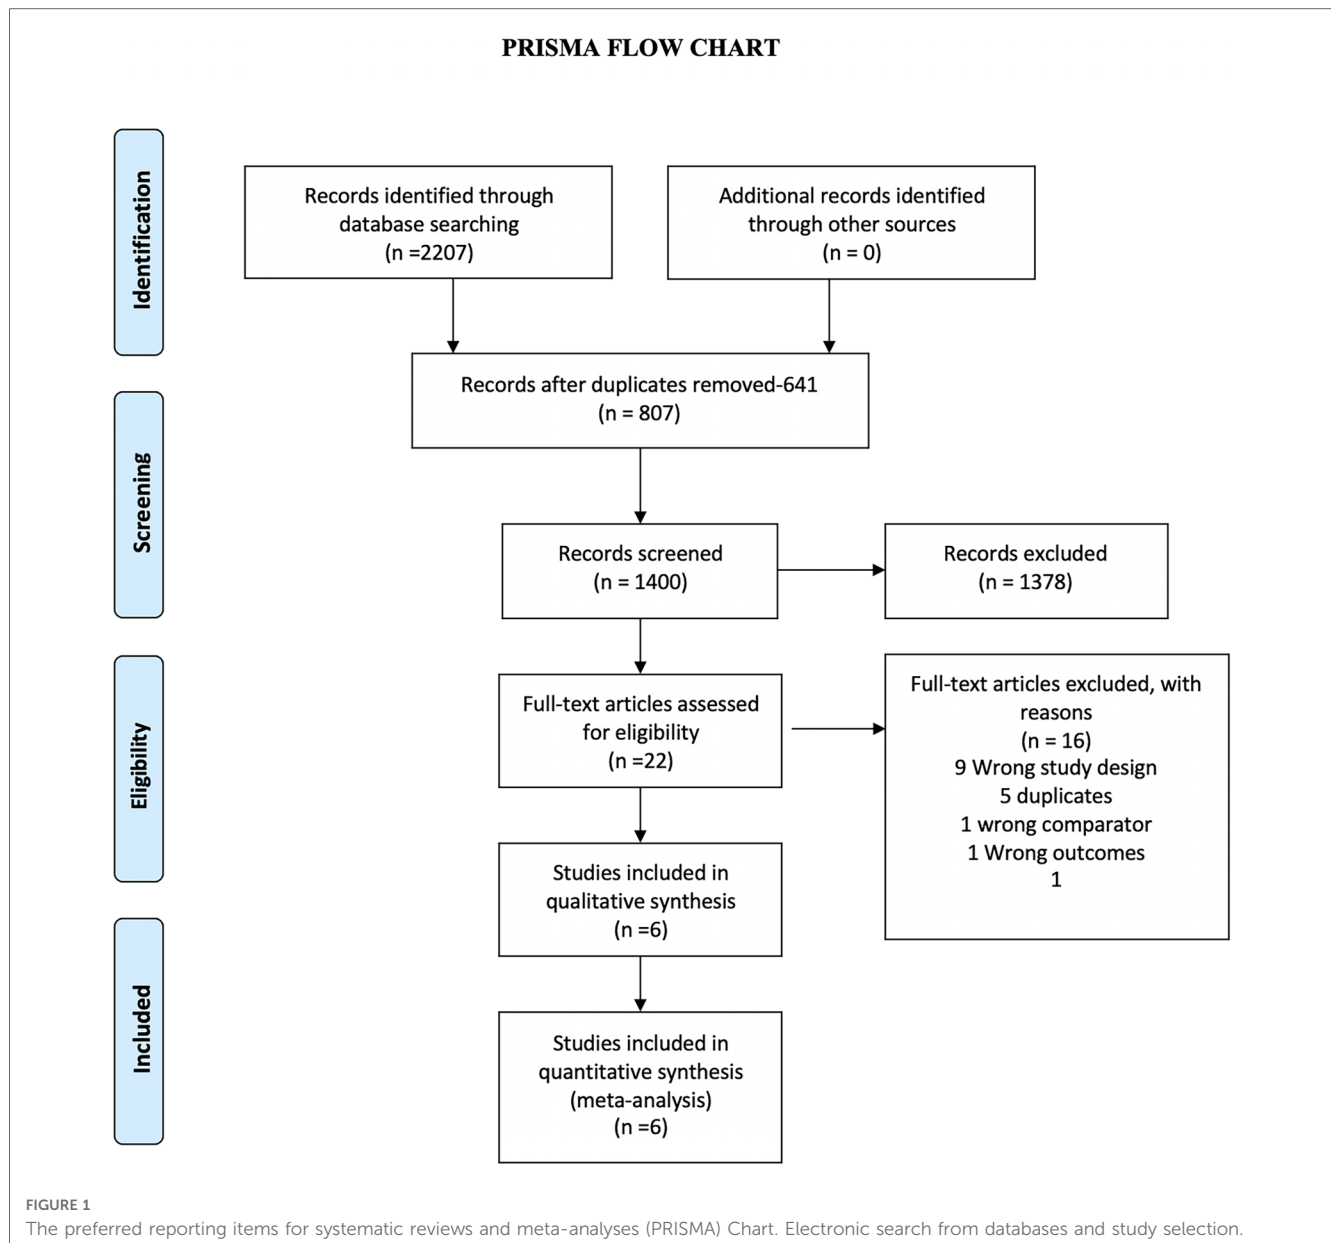 PRISMA FLOW CHART
Identification
Records identified through
database searching
(n =2207)
Additional records identified
through other sources
(n = 0)
Records after duplicates removed-641
(n = 807)
Screening
Records screened
(n = 1400)
Records excluded
(n = 1378)
Eligibility
Full-text articles assessed
for eligibility
(n =22)
Full-text articles excluded, with
reasons
(n = 16)
9 Wrong study design
5 duplicates
1 wrong comparator
1 Wrong outcomes
1
Studies included in
qualitative synthesis
(n =6)
Included
Studies included in
quantitative synthesis
(meta-analysis)
(n =6)
FIGURE 1
The preferred reporting items for systematic reviews and meta-analyses (PRISMA) Chart. Electronic search from databases and study selection.